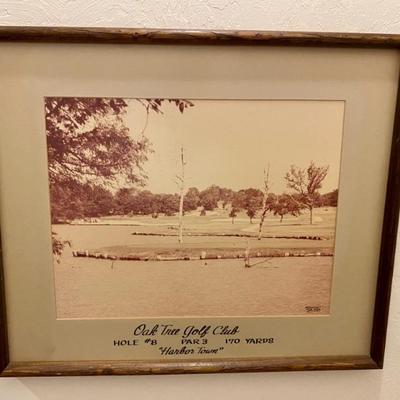 Oak Tree Golf Club
HOLE #8 PAR 3 170 YARDS
"Harbor Town"